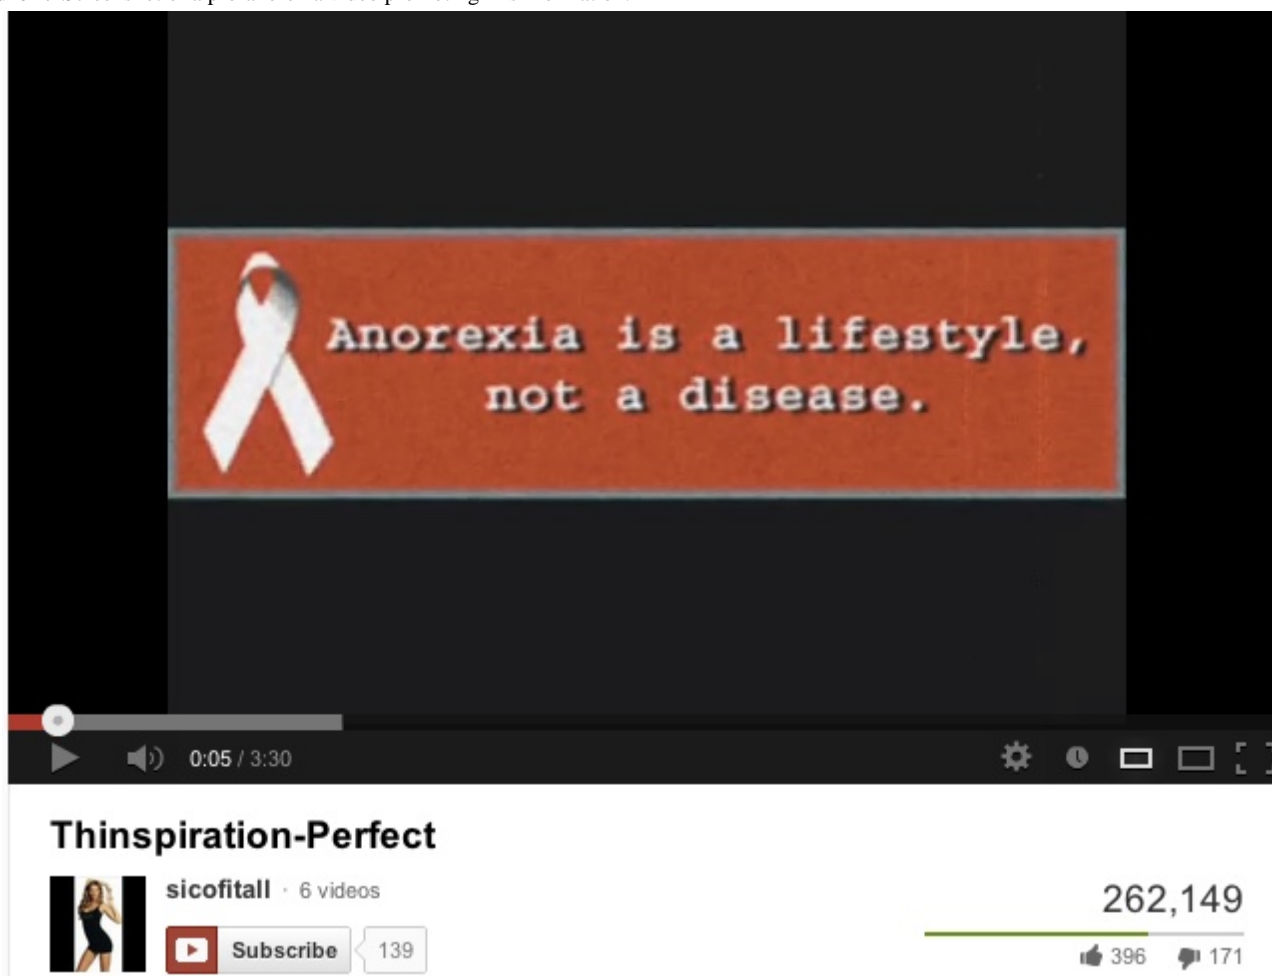 Anorexia is a lifestyle,
not a disease.
0:05 / 3:30
Thinspiration-Perfect
sicofitall · 6 videos
262,149
Subscribe 139
396 171